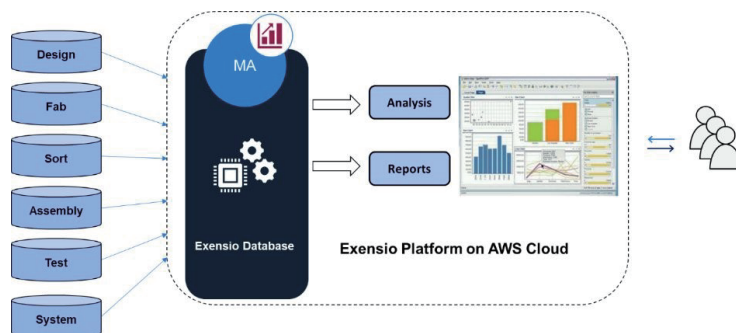 Design
Fab
Sort
Assembly
Test
System
MA
Exensio Database
Analysis
Reports
Exensio Platform on AWS Cloud